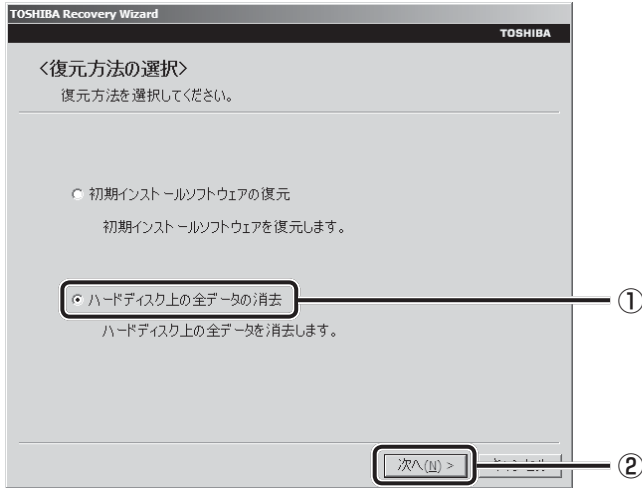 TOSHIBA Recovery Wizard
TOSHIBA
<復元方法の選択>
復元方法を選択してください。
初期インストールソフトウェアの復元
初期インストールソフトウェアを復元します。
ハードディスク上の全データの消去
①
ハードディスク上の全データを消去します。
次へ(N) >
②